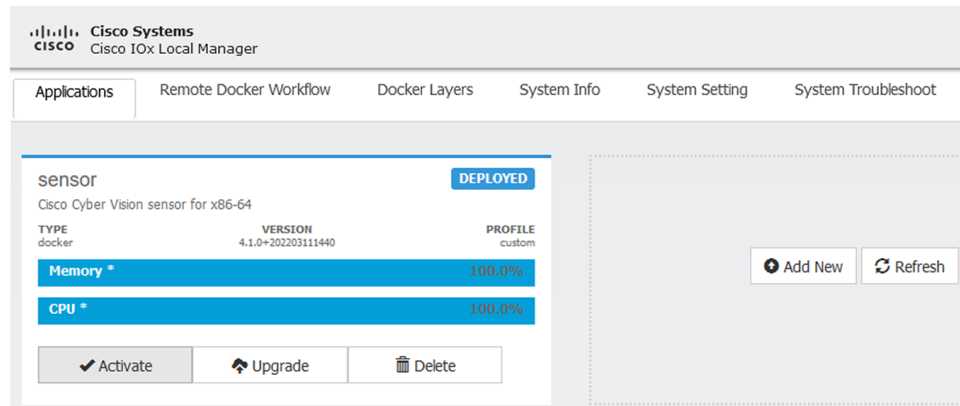 Cisco Systems
CISCO Cisco IOx Local Manager
Applications Remote Docker Workflow Docker Layers System Info System Setting System Troubleshoot
sensor DEPLOYED
Cisco Cyber Vision sensor for x86-64
TYPE VERSION PROFILE
docker 4.1.0+202203111440 custom
Memory * 100.0%
CPU * 100.0%
Activate Upgrade Delete
Add New Refresh